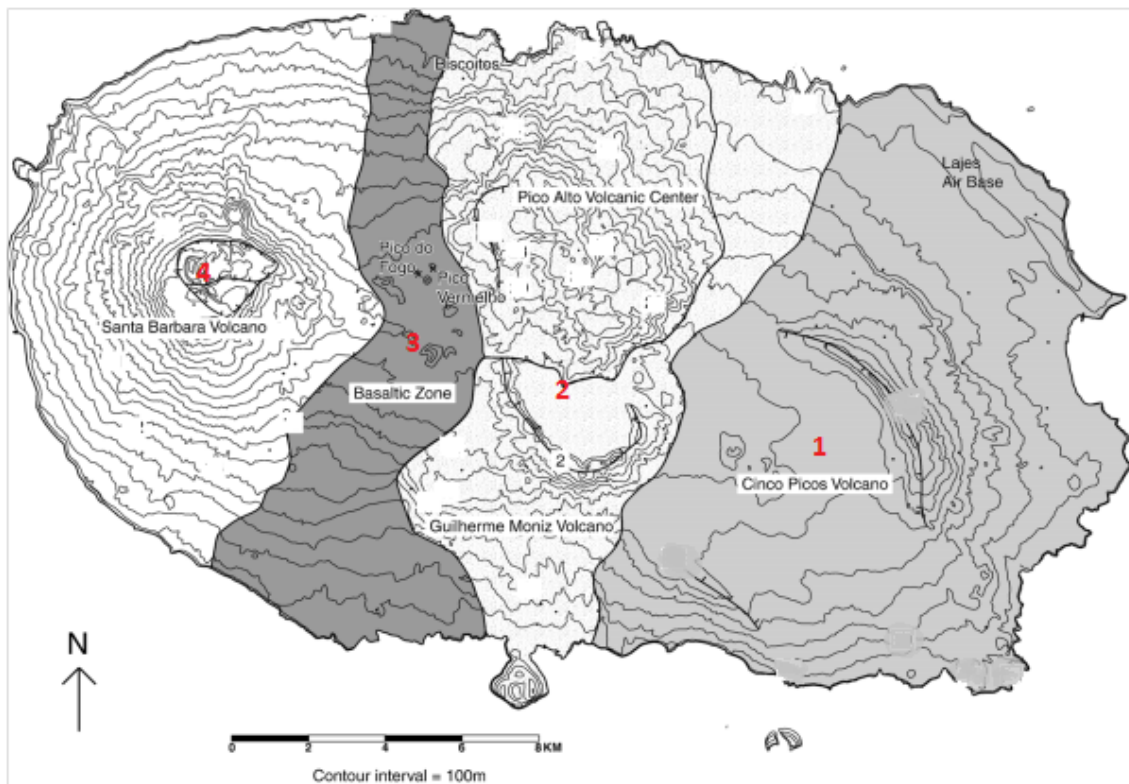 Biscoitos
Lajes
Air Base
Pico Alto Volcanic Center
Pico do
Fogo
Pico
Vermelho
4
Santa Barbara Volcano
3
Basaltic Zone
2
1
2
Cinco Picos Volcano
Guilherme Moniz Volcano
N
0 2 4 6 8 KM
Contour interval = 100m